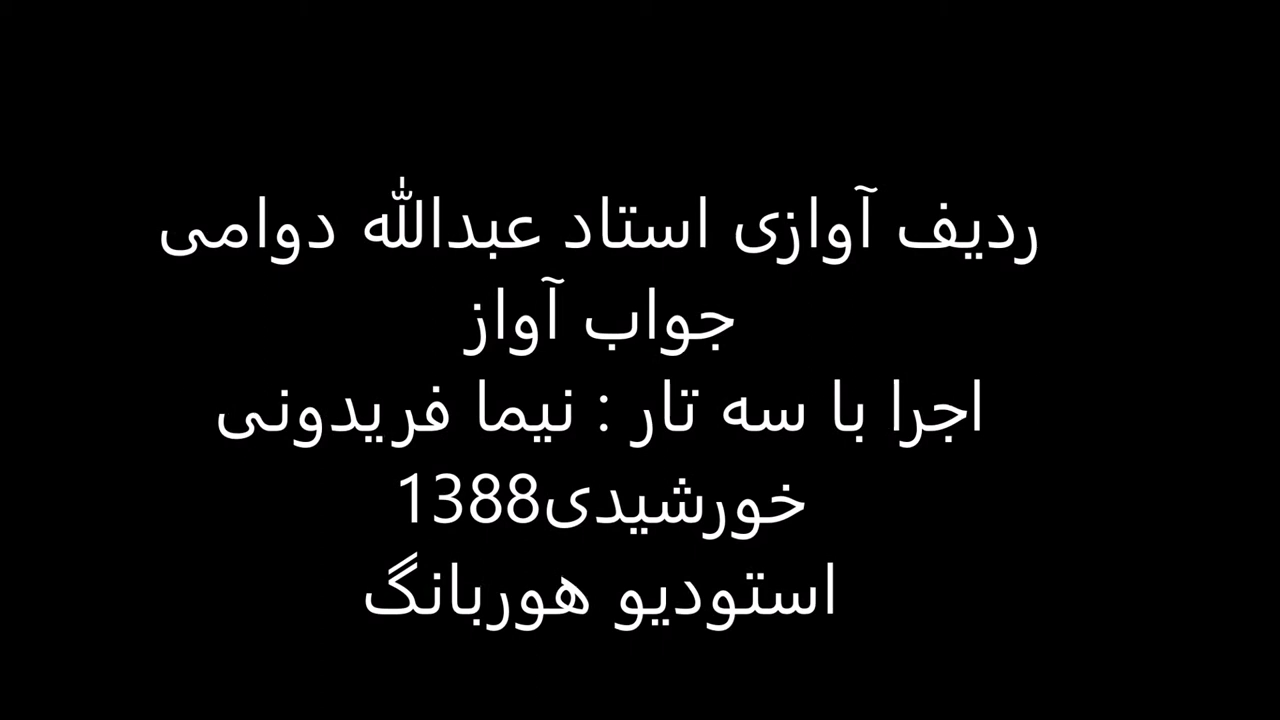 ردیف آوازی استاد عبدالله دوامی
جواب آواز
اجرا با سه تار : نیما فریدونی
خورشیدی1388
استودیو هوربانگ